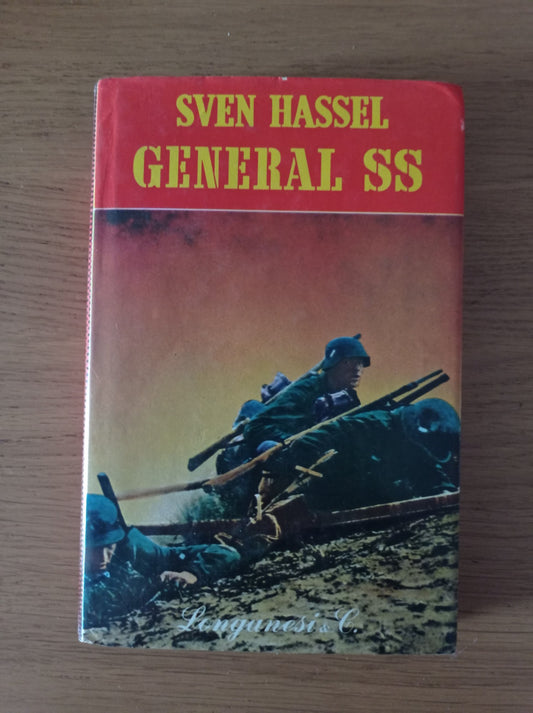 SVEN HASSEL
GENERAL SS
Longanesi & C.